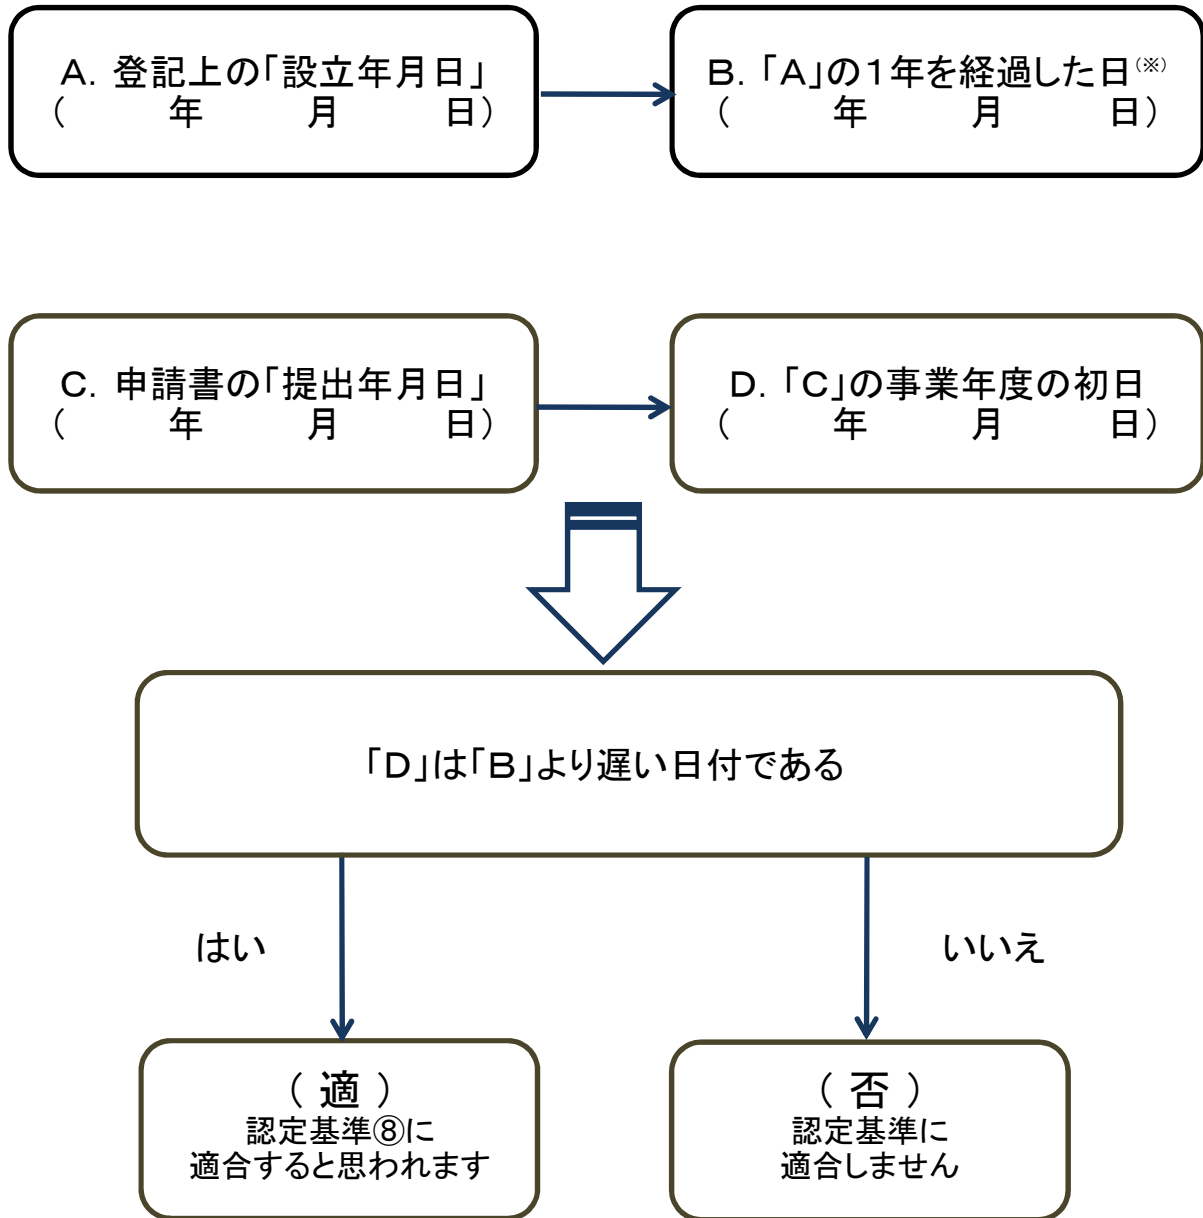 A. 登記上の「設立年月日」
(　　年　　月　　日)
B. 「A」の1年を経過した日(※)
(　　年　　月　　日)
C. 申請書の「提出年月日」
(　　年　　月　　日)
D. 「C」の事業年度の初日
(　　年　　月　　日)
「D」は「B」より遅い日付である
はい
いいえ
( 適 )
認定基準⑧に
適合すると思われます
( 否 )
認定基準に
適合しません